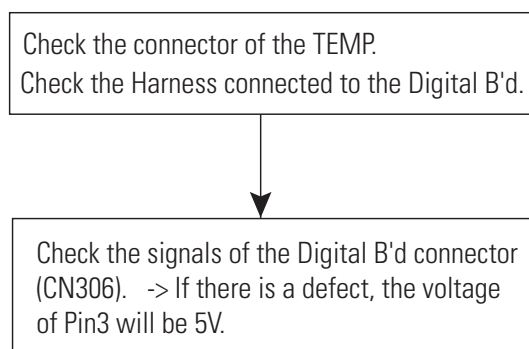 Check the connector of the TEMP.
Check the Harness connected to the Digital B'd.
Check the signals of the Digital B'd connector
(CN306).  -> If there is a defect, the voltage
of Pin3 will be 5V.